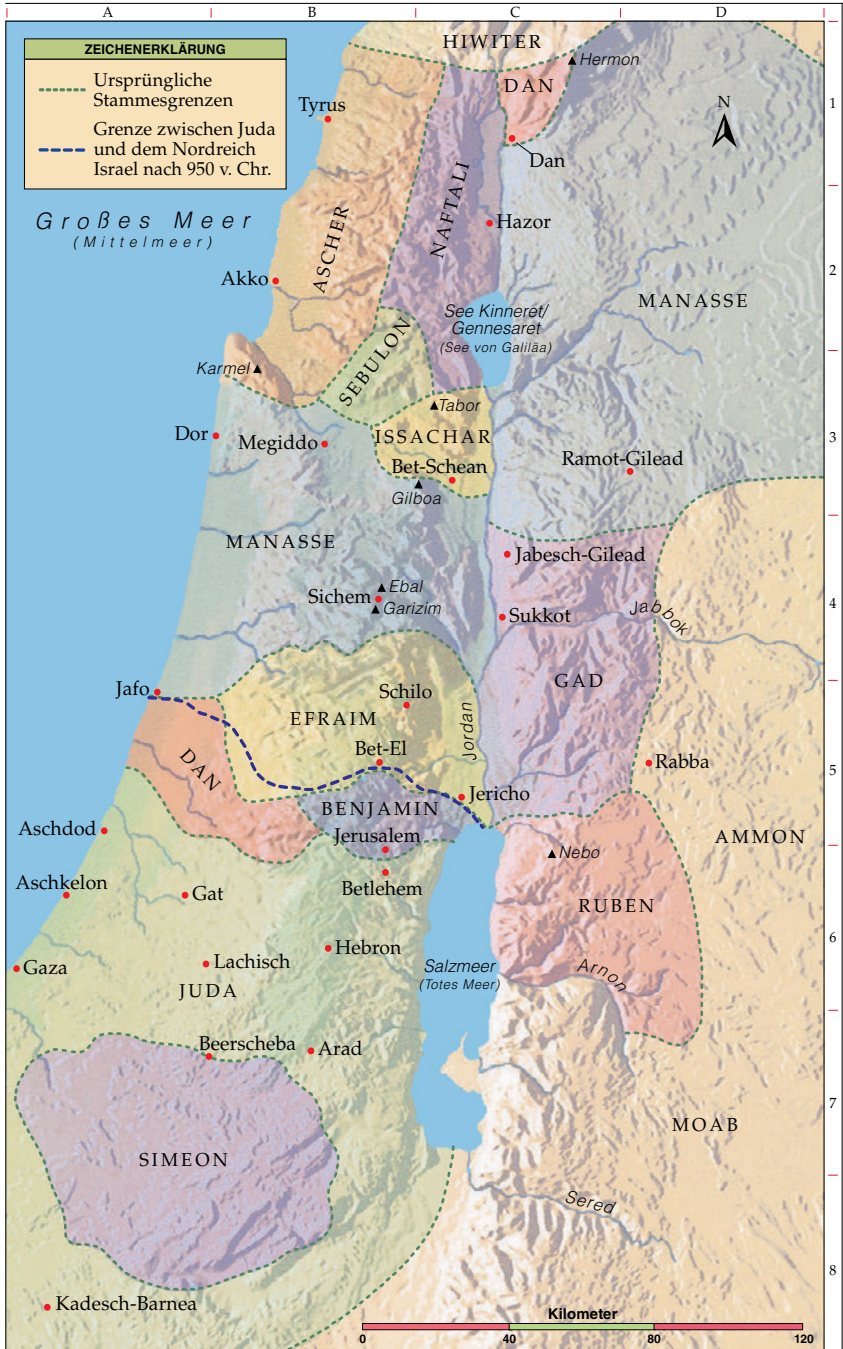 A
B
C
D
ZEICHENERKLÄRUNG
Ursprüngliche
Stammesgrenzen
Grenze zwischen Juda
und dem Nordreich
Israel nach 950 v. Chr.
HIWITER
Hermon
DAN
1
N
Tyrus
Dan
Großes Meer
(Mittelmeer)
NAFTALI
Hazor
ASCHER
Akko
2
MANASSE
See Kinneret/
Gennesaret
(See von Galiläa)
SEBULON
Karmel
Tabor
Dor
Megiddo
ISSACHAR
3
Bet-Schean
Ramot-Gilead
Gilboa
MANASSE
Jabesch-Gilead
Ebal
Sichem
Garizim
Sukkot
Jabbok
4
GAD
Jafo
Schilo
EFRAIM
Jordan
Bet-El
DAN
Rabba
5
Jericho
BENJAMIN
Aschdod
Jerusalem
AMMON
Nebo
Aschkelon
Gat
Betlehem
RUBEN
6
Hebron
Gaza
Lachisch
Salzmeer
(Totes Meer)
Arnon
JUDA
Beerscheba
Arad
7
MOAB
SIMEON
Sered
8
Kadesch-Barnea
Kilometer
0
40
80
120